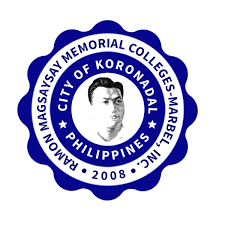 RAMON MAGSAYSAY MEMORIAL COLLEGES-MARBEL, INC.
CITY OF KORONADAL
PHILIPPINES
2008